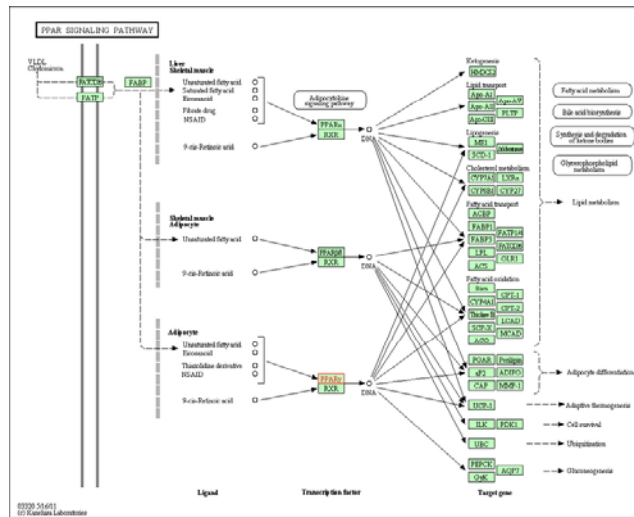 PPAR SIGNALING PATHWAY
VLDL
Chylomicron
FAT/CD36
FATP
FABP
Liver
Skeletal muscle
Unsaturated fatty acid
Saturated fatty acid
Eicosanoid
Fibrate drug
NSAID
9-cis-Retinoic acid
Adipocytokine
signaling pathway
PPARα
RXR
DNA
Skeletal muscle
Adipocyte
Unsaturated fatty acid
9-cis-Retinoic acid
PPARβ/δ
RXR
DNA
Adipocyte
Unsaturated fatty acid
Eicosanoid
Thiazolidine derivative
NSAID
9-cis-Retinoic acid
PPARγ
RXR
DNA
Ketogenesis
HMGCS2
Lipid transport
Apo-AI
Apo-AII
Apo-CIII
Apo-AV
PLTP
Lipogenesis
ME1
SCD-1
Cholesterol metabolism
CYP7A1
LXRα
CYP8B1
CYP27
Fatty acid transport
ACBP
FABP1
FABP3
LPL
ACS
OLR1
Fatty acid oxidation
CYP4A1
Thiolase B
SCP-X
ACO
CPT-1
CPT-2
LCAD
MCAD
PGAR
Perilipin
aP2
ADIPO
CAP
MMP-1
UCP-1
ILK
PDK1
UBC
PEPCK
GyK
AQP7
Fatty acid metabolism
Bile acid biosynthesis
Synthesis and degradation
of ketone bodies
Glycerophospholipid metabolism
Lipid metabolism
Adipocyte differentiation
Adaptive thermogenesis
Cell survival
Ubiquitination
Gluconeogenesis
Ligand
Transcription factor
Target gene
03320 5/16/11
(c) Kanehisa Laboratories